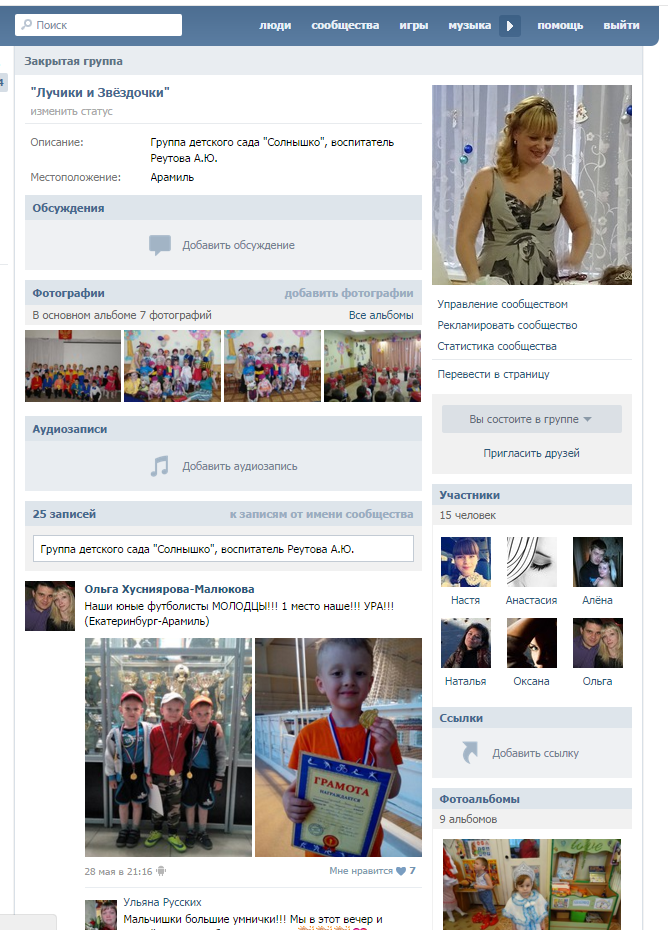 Поиск
люди сообщества игры музыка помощь выйти
Закрытая группа
"Лучики и Звёздочки"
изменить статус
Описание: Группа детского сада "Солнышко", воспитатель
Реутова А.Ю.
Местоположение: Арамиль
Обсуждения
Добавить обсуждение
Фотографии добавить фотографии
В основном альбоме 7 фотографий Все альбомы
Аудиозаписи
Добавить аудиозапись
25 записей к записям от имени сообщества
Группа детского сада "Солнышко", воспитатель Реутова А.Ю.
Ольга Хусниярова-Малюкова
Наши юные футболисты МОЛОДЦЫ!!! 1 место наше!!! УРА!!!
(Екатеринбург-Арамиль)
ГРАМОТА
НАГРАЖДАЕТСЯ
28 мая в 21:16 Мне нравится 7
Ульяна Русских
Мальчишки большие умнички!!! Мы в этот вечер и
Управление сообществом
Рекламировать сообщество
Статистика сообщества
Перевести в страницу
Вы состоите в группе
Пригласить друзей
Участники
15 человек
Настя Анастасия Алёна
Наталья Оксана Ольга
Ссылки
Добавить ссылку
Фотоальбомы
9 альбомов